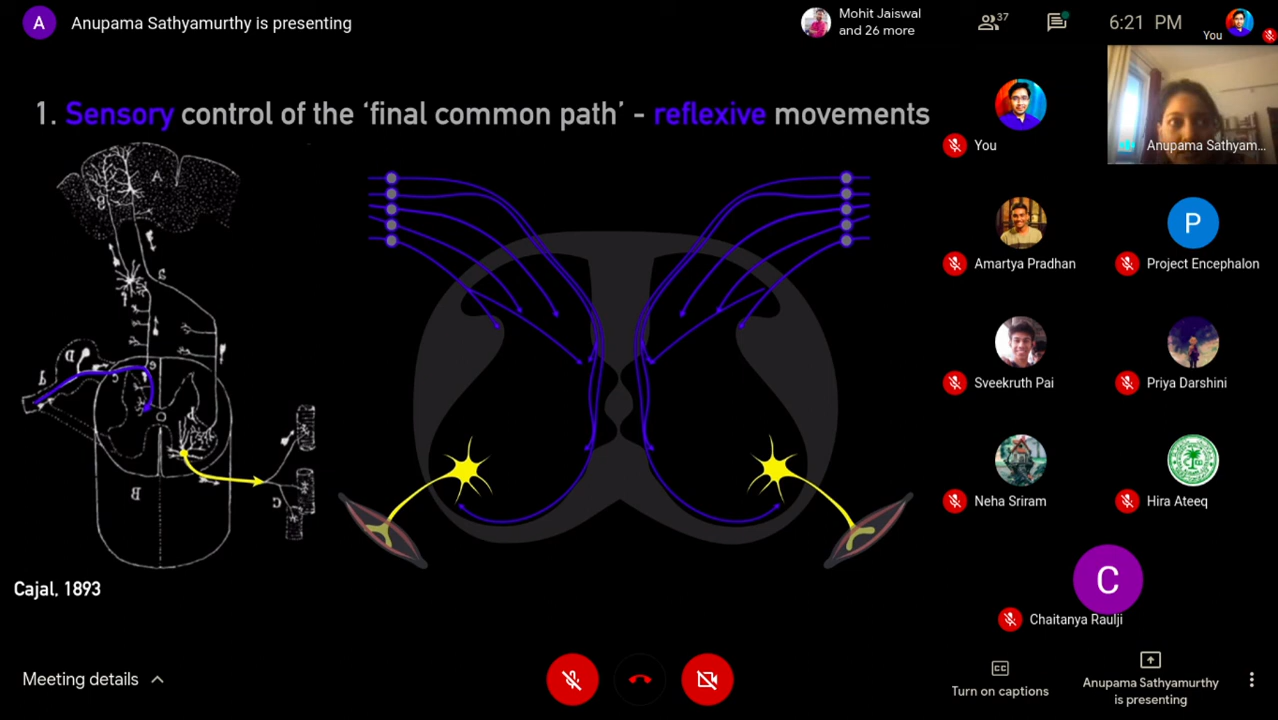 A
Anupama Sathyamurthy is presenting
Mohit Jaiswal
and 26 more
37
6:21 PM
You
1. Sensory control of the ‘final common path’ - reflexive movements
You
Anupama Sathyam...
Amartya Pradhan
P
Project Encephalon
Sveekruth Pai
Priya Darshini
Neha Sriram
Hira Ateeq
C
Chaitanya Raulji
Cajal, 1893
Meeting details
CC
Turn on captions
Anupama Sathyamurthy
is presenting